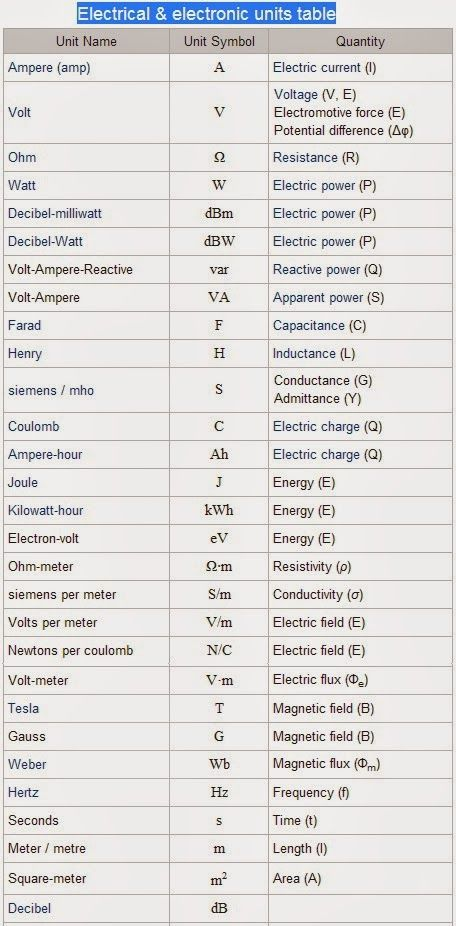 Electrical & electronic units table
Unit Name Unit Symbol Quantity
Ampere (amp) A Electric current (I)
Volt V Voltage (V, E)
Electromotive force (E)
Potential difference (Δφ)
Ohm Ω Resistance (R)
Watt W Electric power (P)
Decibel-milliwatt dBm Electric power (P)
Decibel-Watt dBW Electric power (P)
Volt-Ampere-Reactive var Reactive power (Q)
Volt-Ampere VA Apparent power (S)
Farad F Capacitance (C)
Henry H Inductance (L)
siemens / mho S Conductance (G)
Admittance (Y)
Coulomb C Electric charge (Q)
Ampere-hour Ah Electric charge (Q)
Joule J Energy (E)
Kilowatt-hour kWh Energy (E)
Electron-volt eV Energy (E)
Ohm-meter Ω∙m Resistivity (ρ)
siemens per meter S/m Conductivity (σ)
Volts per meter V/m Electric field (E)
Newtons per coulomb N/C Electric field (E)
Volt-meter V·m Electric flux (Φe)
Tesla T Magnetic field (B)
Gauss G Magnetic field (B)
Weber Wb Magnetic flux (Φm)
Hertz Hz Frequency (f)
Seconds s Time (t)
Meter / metre m Length (l)
Square-meter m² Area (A)
Decibel dB